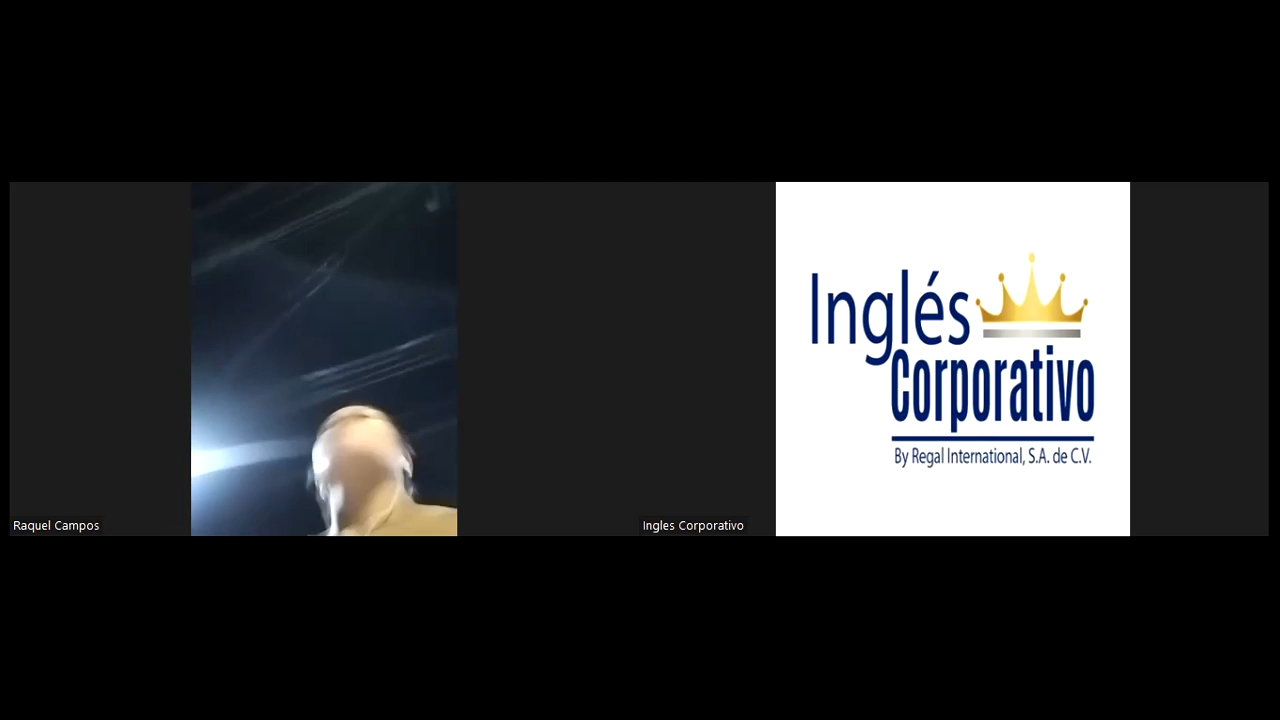 Inglés
Corporativo
By Regal International, S.A. de C.V.
Raquel Campos
Ingles Corporativo